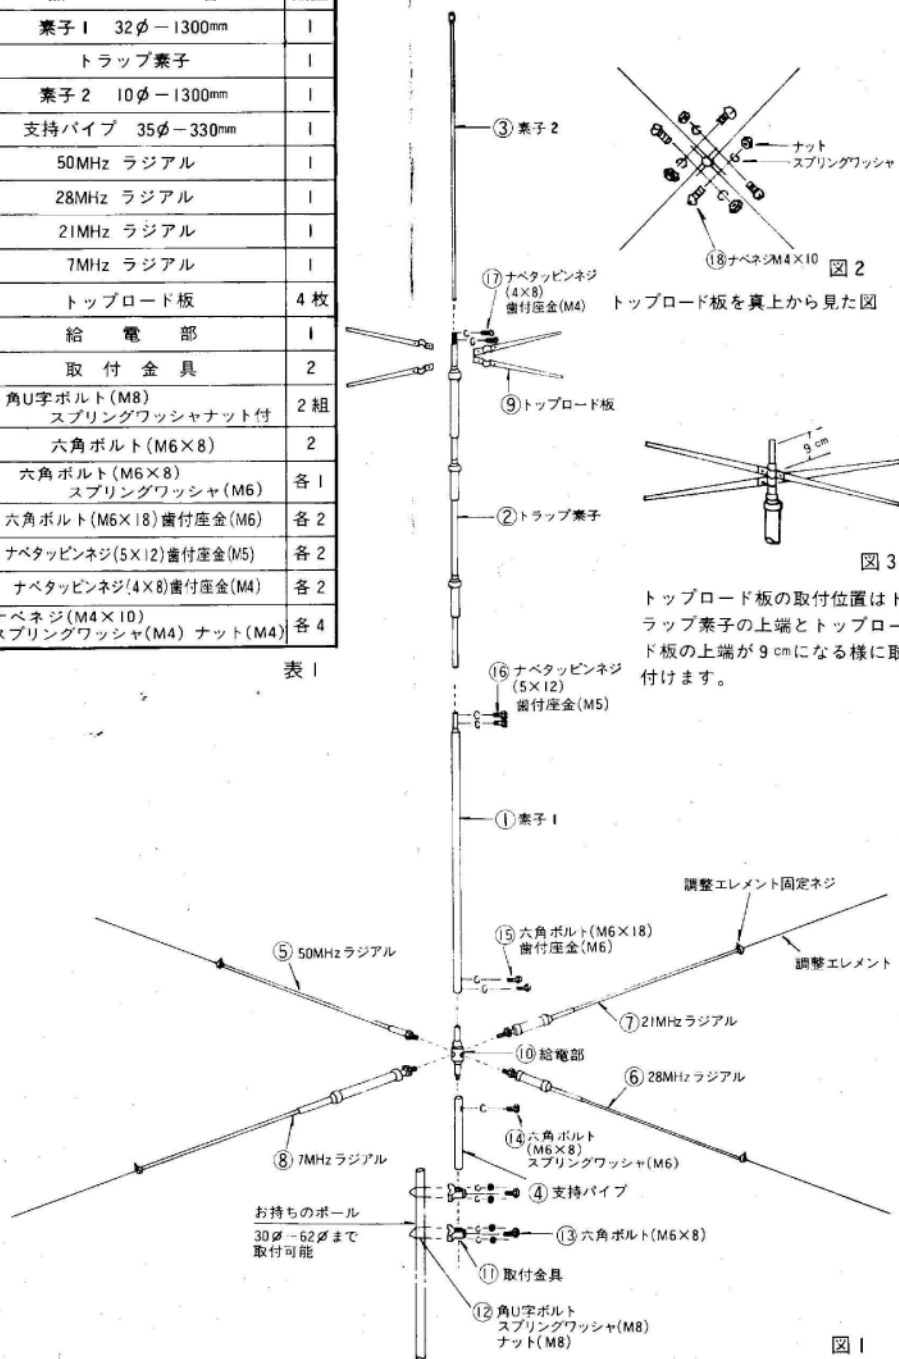 素子1 32φ-1300mm 1
トラップ素子 1
素子2 10φ-1300mm 1
支持パイプ 35φ-330mm 1
50MHz ラジアル 1
28MHz ラジアル 1
21MHz ラジアル 1
7MHz ラジアル 1
トップロード板 4枚
給電部 1
取付金具 2
角U字ボルト(M8)
スプリングワッシャナット付 2組
六角ボルト(M6×8) 2
六角ボルト(M6×8)
スプリングワッシャ(M6) 各1
六角ボルト(M6×18)歯付座金(M6) 各2
ナベタッピンネジ(5×12)歯付座金(M5) 各2
ナベタッピンネジ(4×8)歯付座金(M4) 各2
ナベネジ(M4×10)
スプリングワッシャ(M4) ナット(M4) 各4
表1
③素子2
ナット
スプリングワッシャ
⑱ナベネジM4×10
図2
トップロード板を真上から見た図
⑰ナベタッピンネジ
(4×8)
歯付座金(M4)
⑨トップロード板
9cm
②トラップ素子
図3
トップロード板の取付位置はト
ラップ素子の上端とトップロー
ド板の上端が9cmになる様に取
付けます。
⑯ナベタッピンネジ
(5×12)
歯付座金(M5)
①素子1
調整エレメント固定ネジ
調整エレメント
⑮六角ボルト(M6×18)
歯付座金(M6)
⑤50MHzラジアル
⑦21MHzラジアル
⑩給電部
⑥28MHzラジアル
⑧7MHzラジアル
⑭六角ボルト
(M6×8)
スプリングワッシャ(M6)
④支持パイプ
お持ちのポール
30φ-62φまで
取付可能
⑬六角ボルト(M6×8)
⑪取付金具
⑫角U字ボルト
スプリングワッシャ(M8)
ナット(M8)
図1